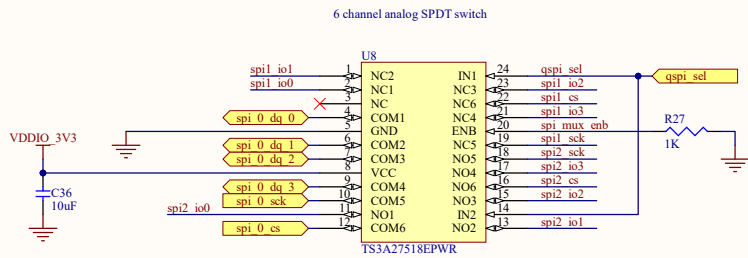 6 channel analog SPDT switch
U8
spi1_io1 1 NC2 IN1 24 qspi_sel qspi_sel
spi1_io0 2 NC1 NC3 23 spi1_io2
3 NC NC6 22 spi1_cs
spi_0_dq_0 4 COM1 NC4 21 spi1_io3
5 GND ENB 20 spi_mux_enb R27
1K
spi_0_dq_1 6 COM2 NC5 19 spi1_sck
spi_0_dq_2 7 COM3 NO5 18 spi2_sck
VDDIO_3V3 8 VCC NO4 17 spi2_io3
spi_0_dq_3 9 COM4 NO6 16 spi2_cs
C36
10uF
spi_0_sck 10 COM5 NO3 15 spi2_io2
spi2_io0 11 NO1 IN2 14
spi_0_cs 12 COM6 NO2 13 spi2_io1
TS3A27518EPWR